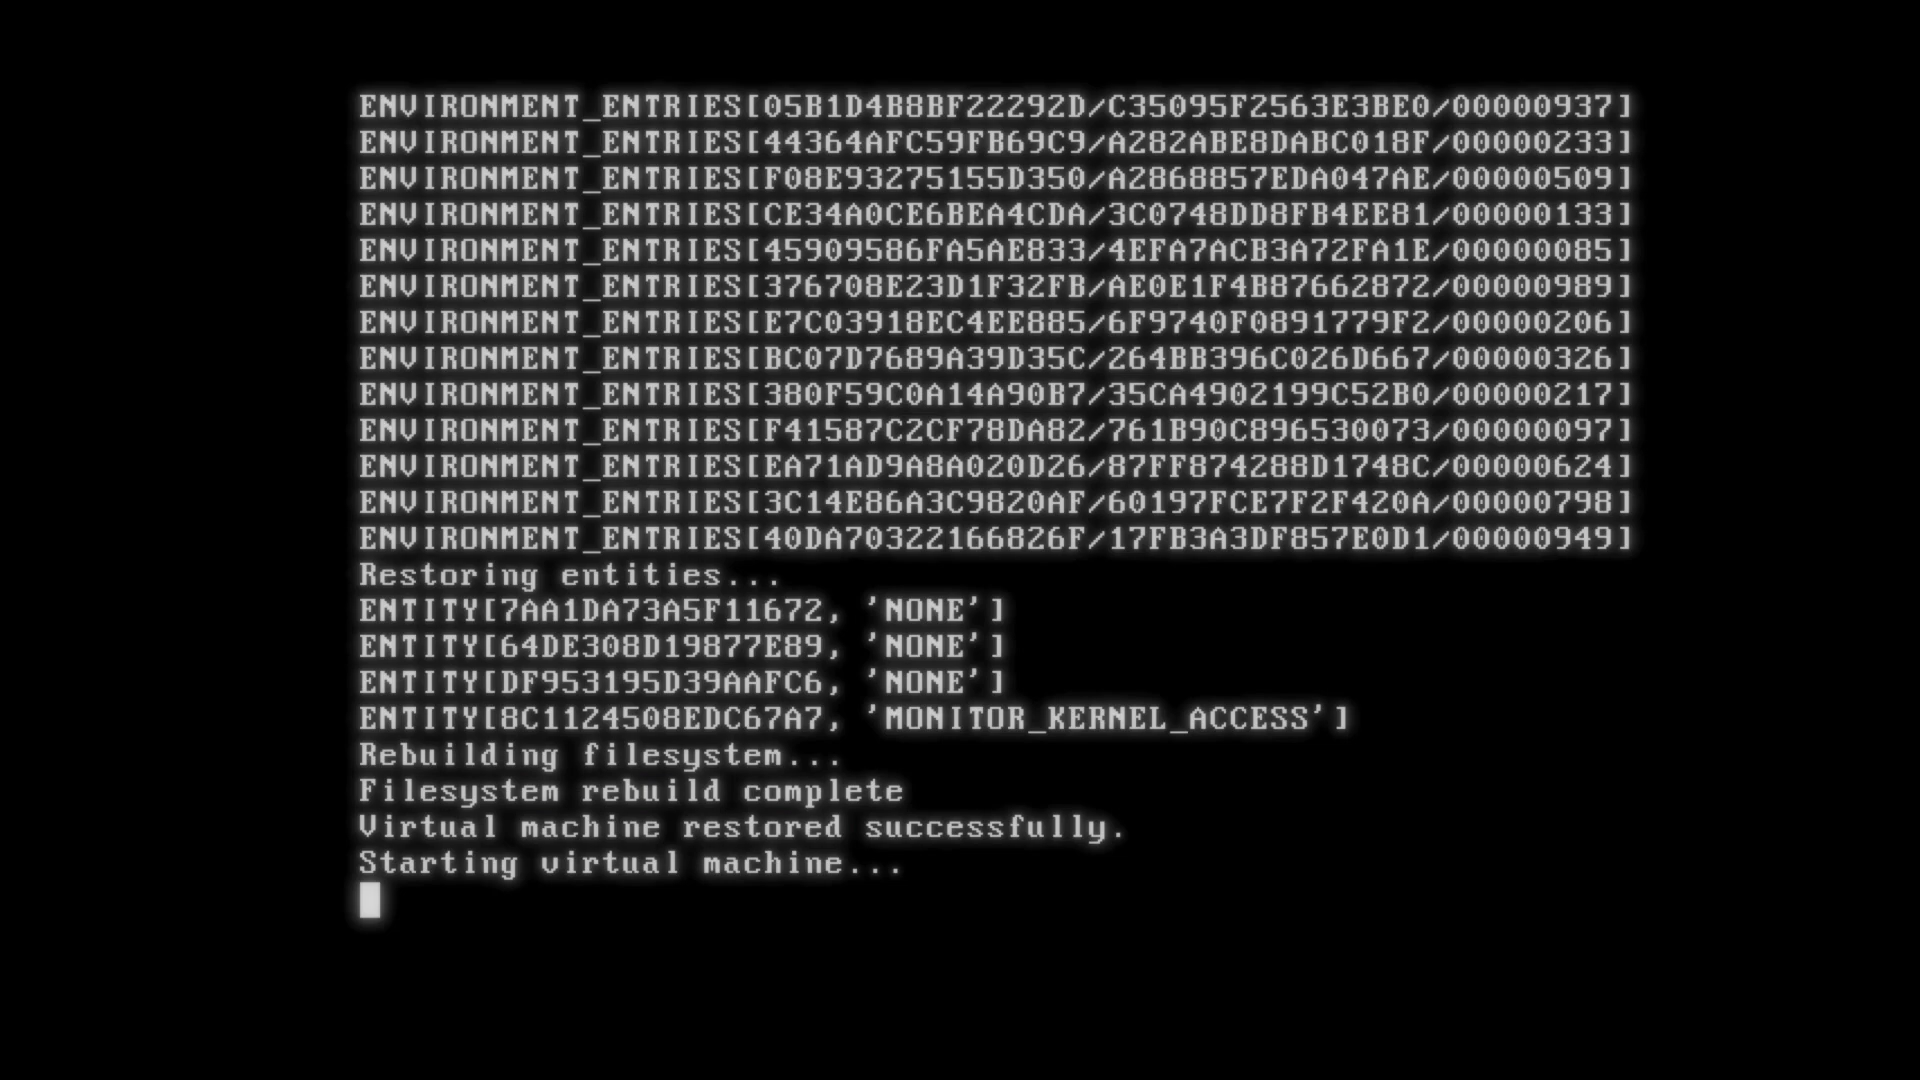 ENVIRONMENT_ENTRIES[05B1D4B8BF22292D/C35095F2563E3BE0/00000937]
ENVIRONMENT_ENTRIES[44364AFC59FB69C9/A282ABE8DABC018F/00000233]
ENVIRONMENT_ENTRIES[F08E93275155D350/A2868857EDA047AE/00000509]
ENVIRONMENT_ENTRIES[CE34A0CE6BEA4CDA/3C0748DD8FB4EE81/00000133]
ENVIRONMENT_ENTRIES[45909586FA5AE833/4EFA7ACB3A72FA1E/00000085]
ENVIRONMENT_ENTRIES[376708E23D1F32FB/AE0E1F4B87662872/00000989]
ENVIRONMENT_ENTRIES[E7C03918EC4EE885/6F9740F0891779F2/00000206]
ENVIRONMENT_ENTRIES[BC07D7689A39D35C/264BB396C026D667/00000326]
ENVIRONMENT_ENTRIES[380F59C0A14A90B7/35CA4902199C52B0/00000217]
ENVIRONMENT_ENTRIES[F41587C2CF78DA82/761B90C896530073/00000097]
ENVIRONMENT_ENTRIES[EA71AD9A8A020D26/87FF874288D1748C/00000624]
ENVIRONMENT_ENTRIES[3C14E86A3C9820AF/60197FCE7F2F420A/00000798]
ENVIRONMENT_ENTRIES[40DA70322166826F/17FB3A3DF857E0D1/00000949]
Restoring entities...
ENTITY[7AA1DA73A5F11672, 'NONE']
ENTITY[64DE308D19877E89, 'NONE']
ENTITY[DF953195D39AAFC6, 'NONE']
ENTITY[8C1124508EDC67A7, 'MONITOR_KERNEL_ACCESS']
Rebuilding filesystem...
Filesystem rebuild complete
Virtual machine restored successfully.
Starting virtual machine...